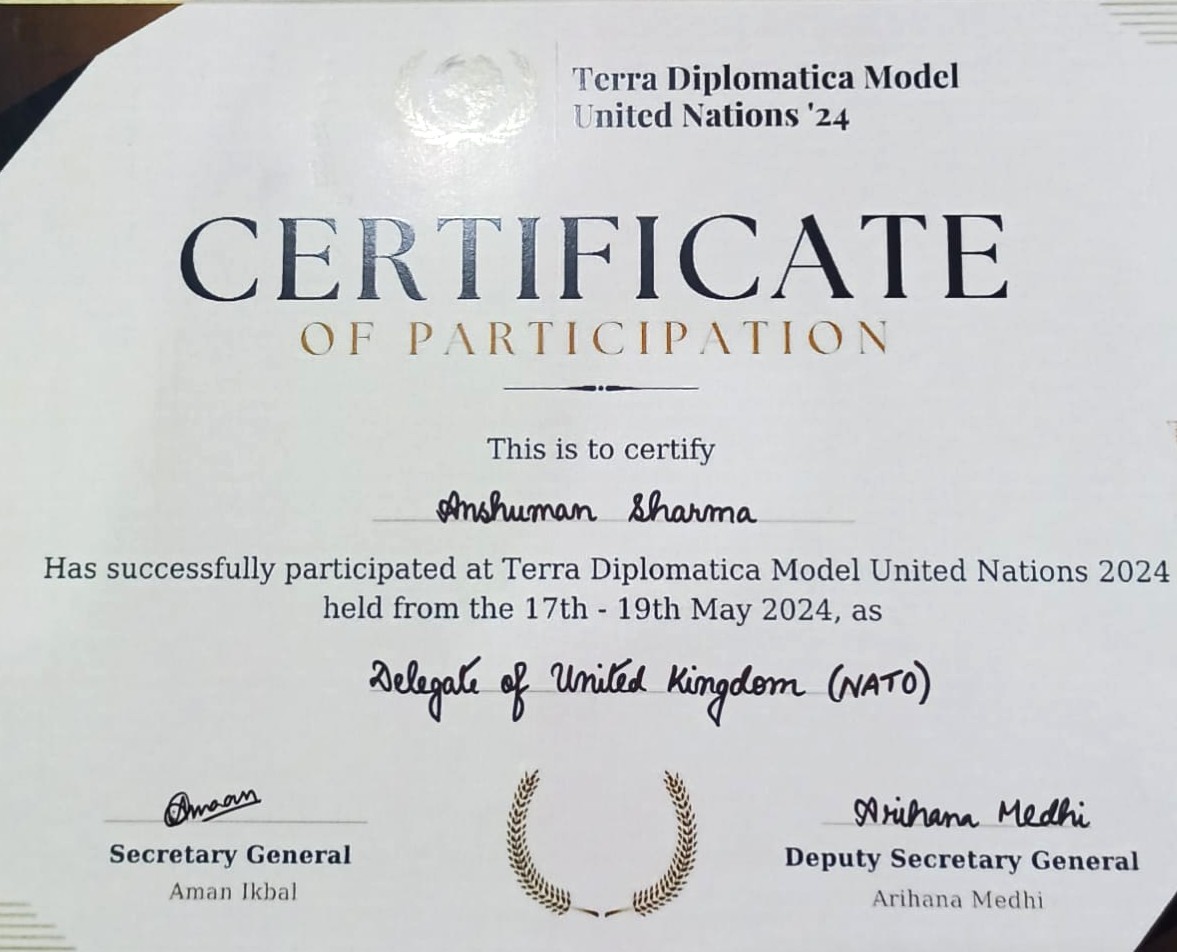 Terra Diplomatica Model
United Nations '24
CERTIFICATE
OF PARTICIPATION
This is to certify
Anshuman Sharma
Has successfully participated at Terra Diplomatica Model United Nations 2024
held from the 17th - 19th May 2024, as
Delegate of United Kingdom (NATO)
Amaan
Secretary General
Aman Ikbal
Arihana Medhi
Deputy Secretary General
Arihana Medhi